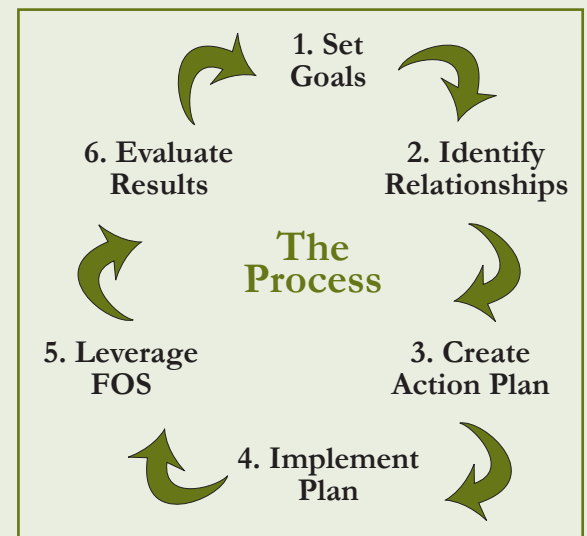 1. Set
Goals
2. Identify
Relationships
3. Create
Action Plan
4. Implement
Plan
5. Leverage
FOS
6. Evaluate
Results
The
Process